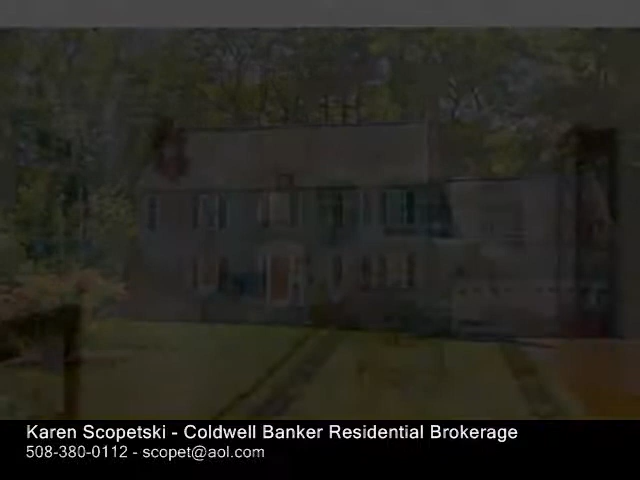 Karen Scopetski - Coldwell Banker Residential Brokerage
508-380-0112 - scopet@aol.com